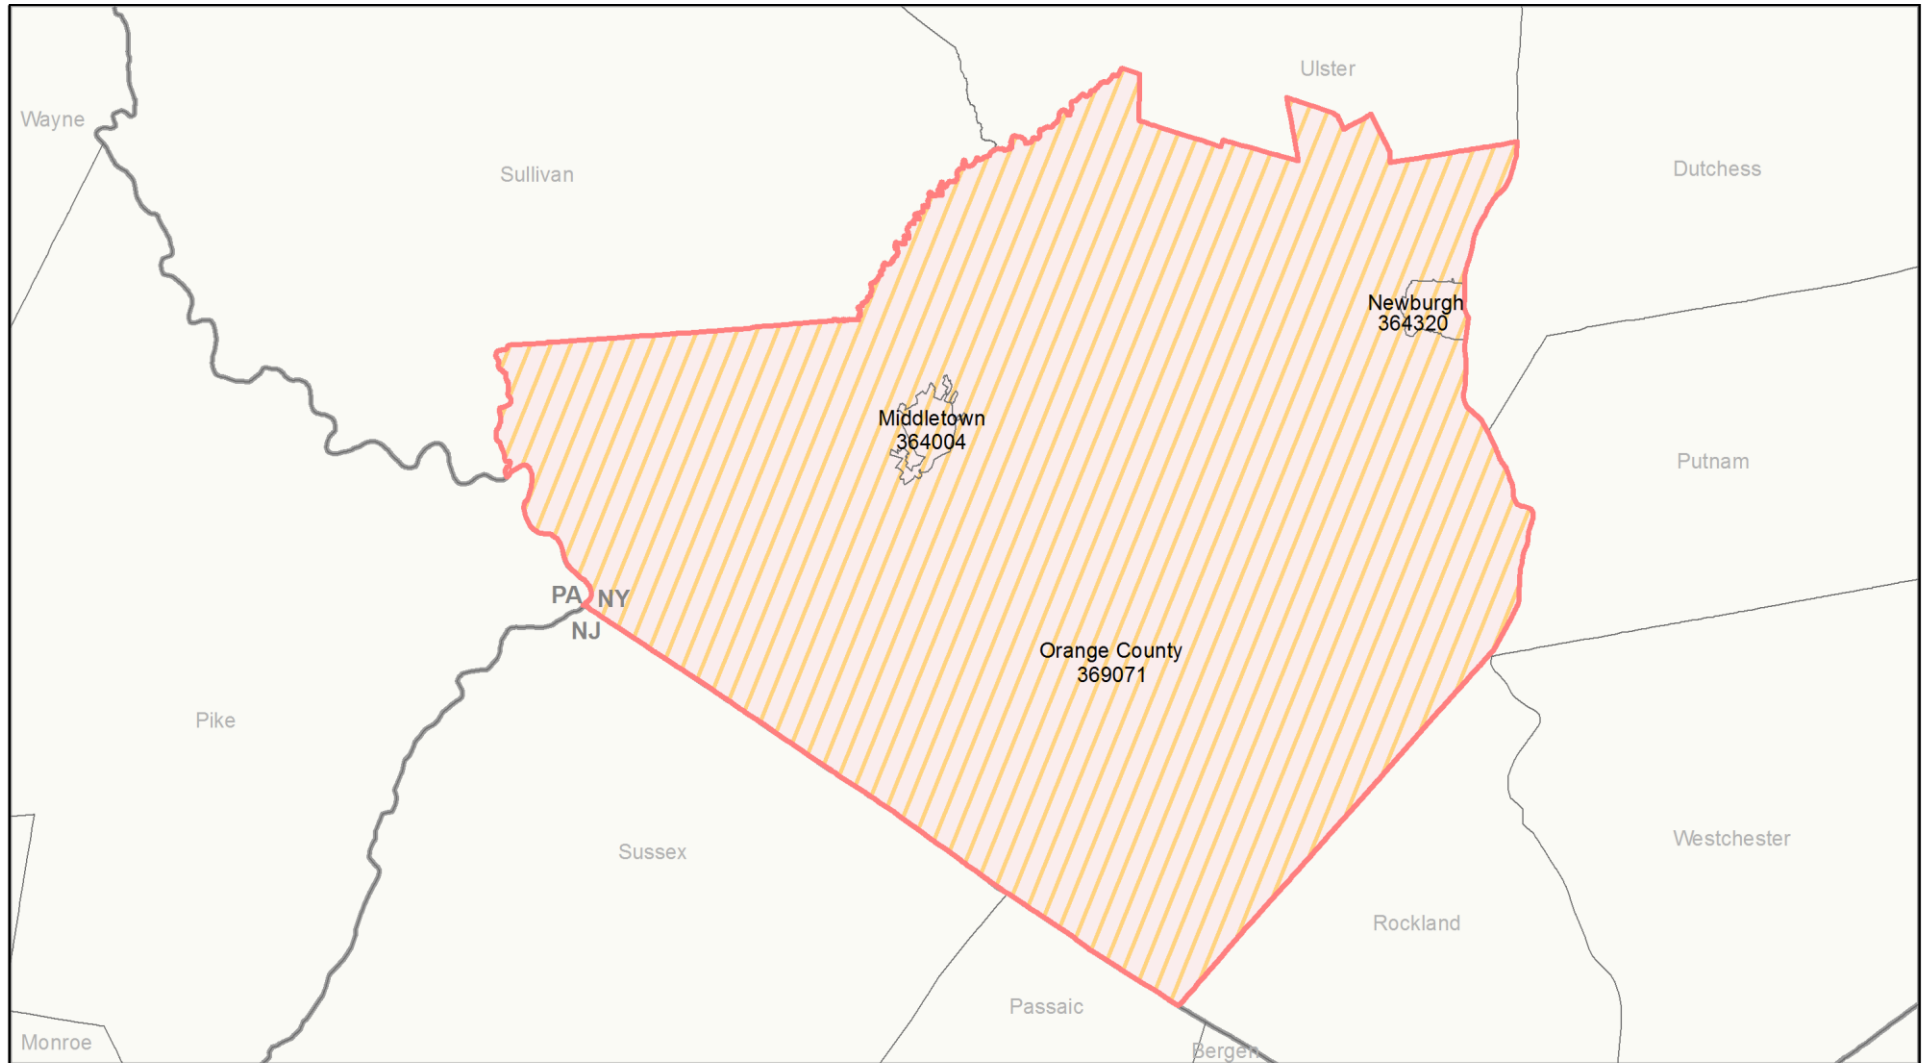 Ulster
Wayne
Sullivan
Dutchess
Newburgh
364320
Middletown
364004
Putnam
PA
NY
NJ
Orange County
369071
Pike
Sussex
Westchester
Rockland
Passaic
Monroe
Bergen